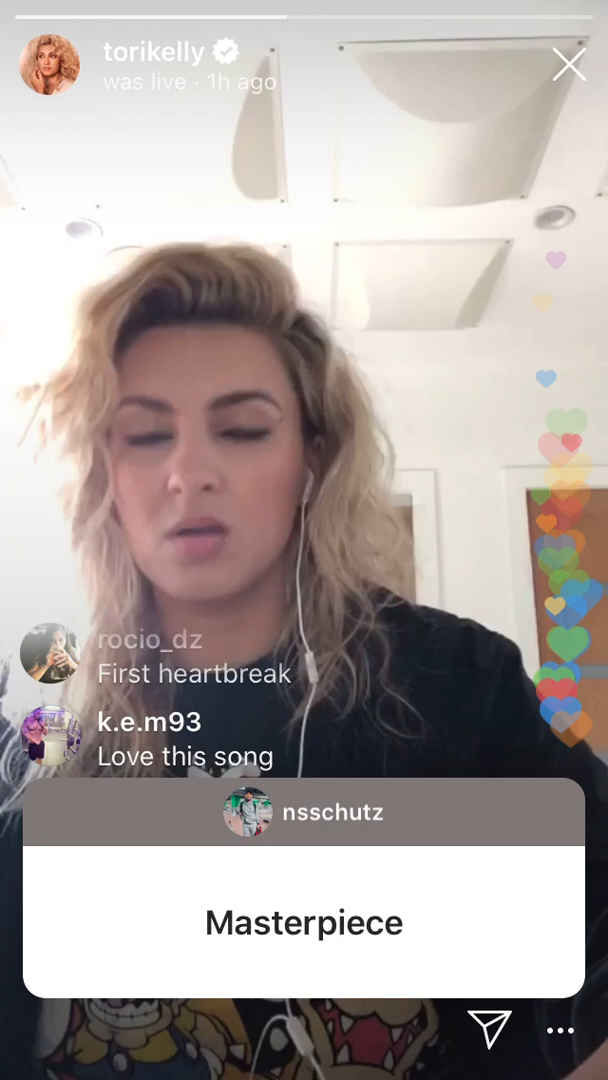 torikelly
was live · 1h ago
rocio_dz
First heartbreak
k.e.m93
Love this song
nsschutz
Masterpiece